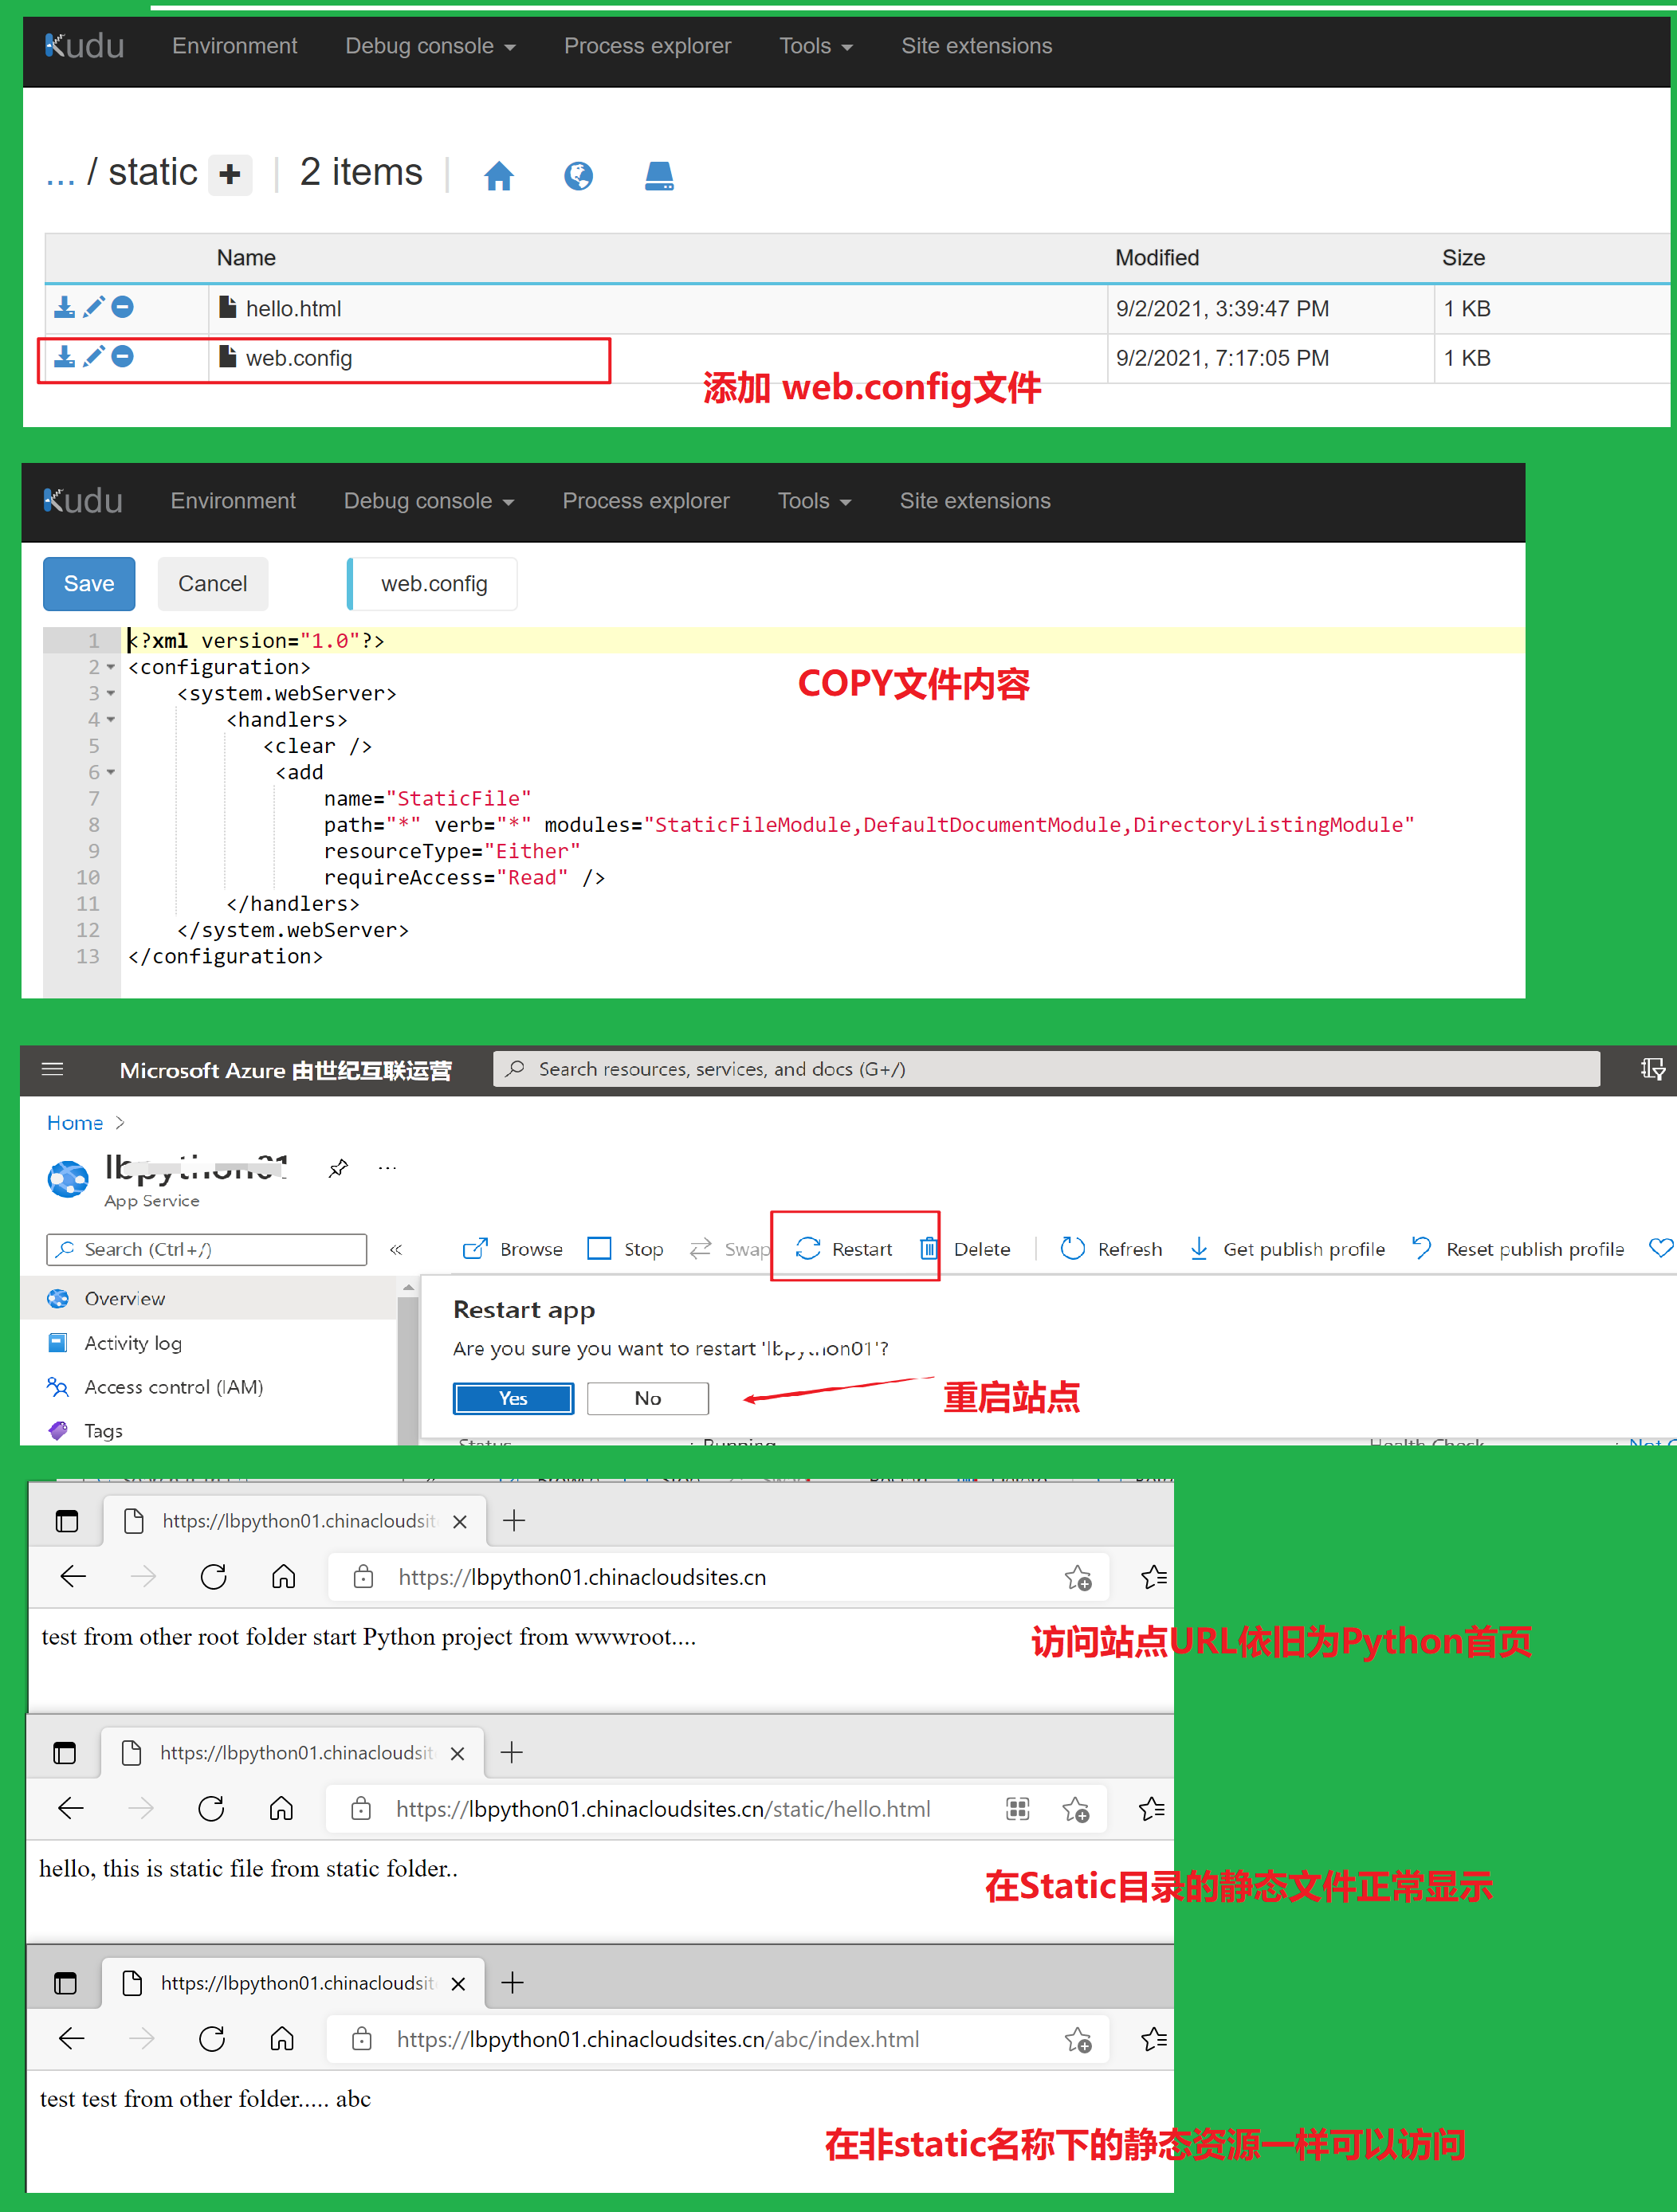 Kudu Environment Debug console Process explorer Tools Site extensions
... / static + | 2 items |
Name Modified Size
hello.html 9/2/2021, 3:39:47 PM 1 KB
web.config 9/2/2021, 7:17:05 PM 1 KB
添加 web.config文件
Kudu Environment Debug console Process explorer Tools Site extensions
Save Cancel web.config
1 <?xml version="1.0"?>
2 <configuration>
COPY文件内容
3 <system.webServer>
4 <handlers>
5 <clear />
6 <add
7 name="StaticFile"
8 path="*" verb="*" modules="StaticFileModule,DefaultDocumentModule,DirectoryListingModule"
9 resourceType="Either"
10 requireAccess="Read" />
11 </handlers>
12 </system.webServer>
13 </configuration>
Microsoft Azure 由世纪互联运营 Search resources, services, and docs (G+/)
Home >
lbpython01 ...
App Service
Search (Ctrl+/) « Browse Stop Swap Restart Delete Refresh Get publish profile Reset publish profile
Overview
Restart app
Activity log
Are you sure you want to restart 'lbpython01'?
Access control (IAM)
Yes No
重启站点
Tags
Status : Running Health Check :
https://lbpython01.chinacloudsit
https://lbpython01.chinacloudsites.cn
test from other root folder start Python project from wwwroot....
访问站点URL依旧为Python首页
https://lbpython01.chinacloudsit
https://lbpython01.chinacloudsites.cn/static/hello.html
hello, this is static file from static folder..
在Static目录的静态文件正常显示
https://lbpython01.chinacloudsit
https://lbpython01.chinacloudsites.cn/abc/index.html
test test from other folder..... abc
在非static名称下的静态资源一样可以访问